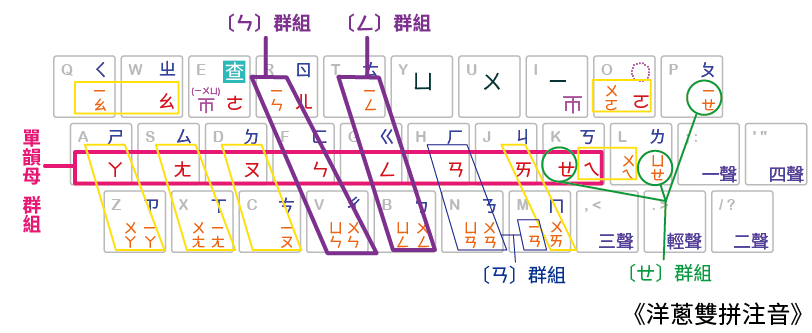 〔ㄣ〕群組 〔ㄥ〕群組
Q ㄑ ㄧㄠ W ㄓ ㄠ E 查 (ㄧㄨㄩ)ㄭ ㄜ R ㄖ ㄧㄣ ㄦ T ㄊ ㄧㄥ Y ㄩ U ㄨ I ㄧ ㄭ O ◌ ㄨㄛ ㄛ P ㄆ ㄧㄝ
單韻母 群組
A ㄕ ㄚ S ㄙ ㄤ D ㄉ ㄡ F ㄈ ㄣ G ㄍ ㄥ H ㄏ ㄢ J ㄐ ㄞ K ㄎ ㄝ ㄟ L ㄌ ㄨㄟ ㄩㄝ ; : 一聲 ' " 四聲
Z ㄗ ㄨㄚ ㄧㄚ X ㄒ ㄨㄤ ㄧㄤ C ㄘ ㄧㄡ V ㄔ ㄩㄣ ㄨㄣ B ㄅ ㄩㄥ ㄨㄥ N ㄋ ㄩㄢ ㄨㄢ M ㄇ ㄧㄢ ㄨㄞ , < 三聲 . > 輕聲 / ? 二聲
〔ㄢ〕群組 〔ㄝ〕群組
《洋蔥雙拼注音》